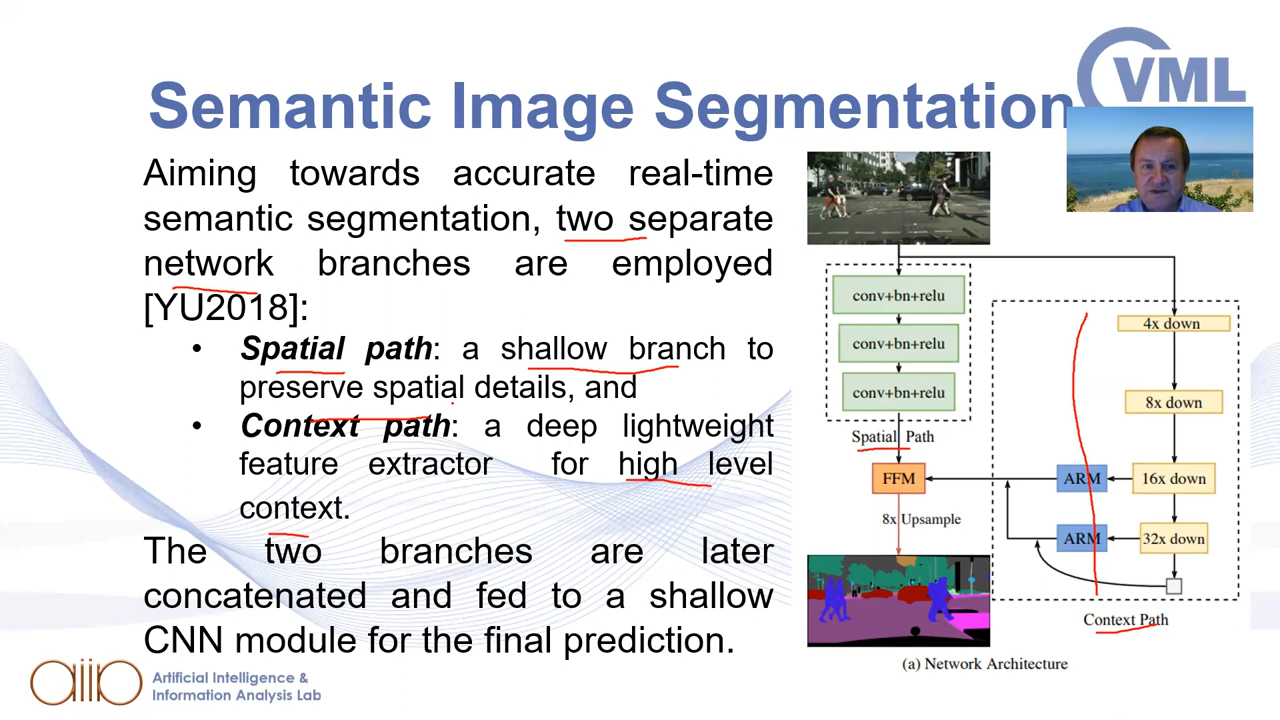 VML
Semantic Image Segmentation
Aiming towards accurate real-time
semantic segmentation, two separate
network branches are employed
[YU2018]:
• Spatial path: a shallow branch to
preserve spatial details, and
• Context path: a deep lightweight
feature extractor for high level
context.
The two branches are later
concatenated and fed to a shallow
CNN module for the final prediction.
conv+bn+relu
conv+bn+relu
conv+bn+relu
Spatial Path
FFM
8x Upsample
4x down
8x down
ARM 16x down
ARM 32x down
Context Path
(a) Network Architecture
aiia
Artificial Intelligence &
Information Analysis Lab